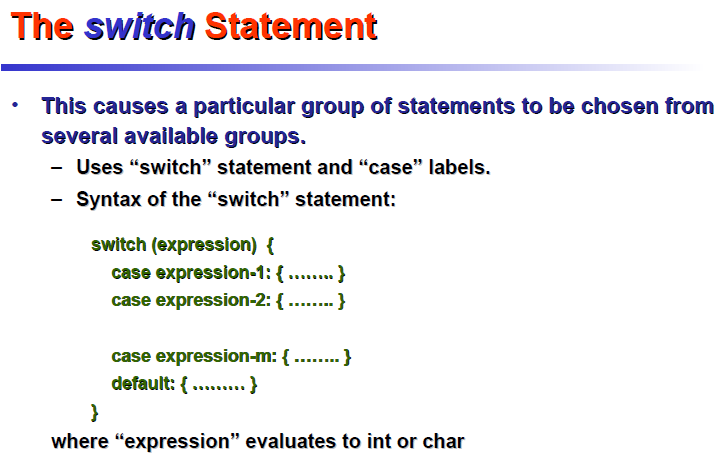 The switch Statement
• This causes a particular group of statements to be chosen from
several available groups.
– Uses “switch” statement and “case” labels.
– Syntax of the “switch” statement:
switch (expression) {
case expression-1: { …….. }
case expression-2: { …….. }
case expression-m: { …….. }
default: { ……… }
}
where “expression” evaluates to int or char